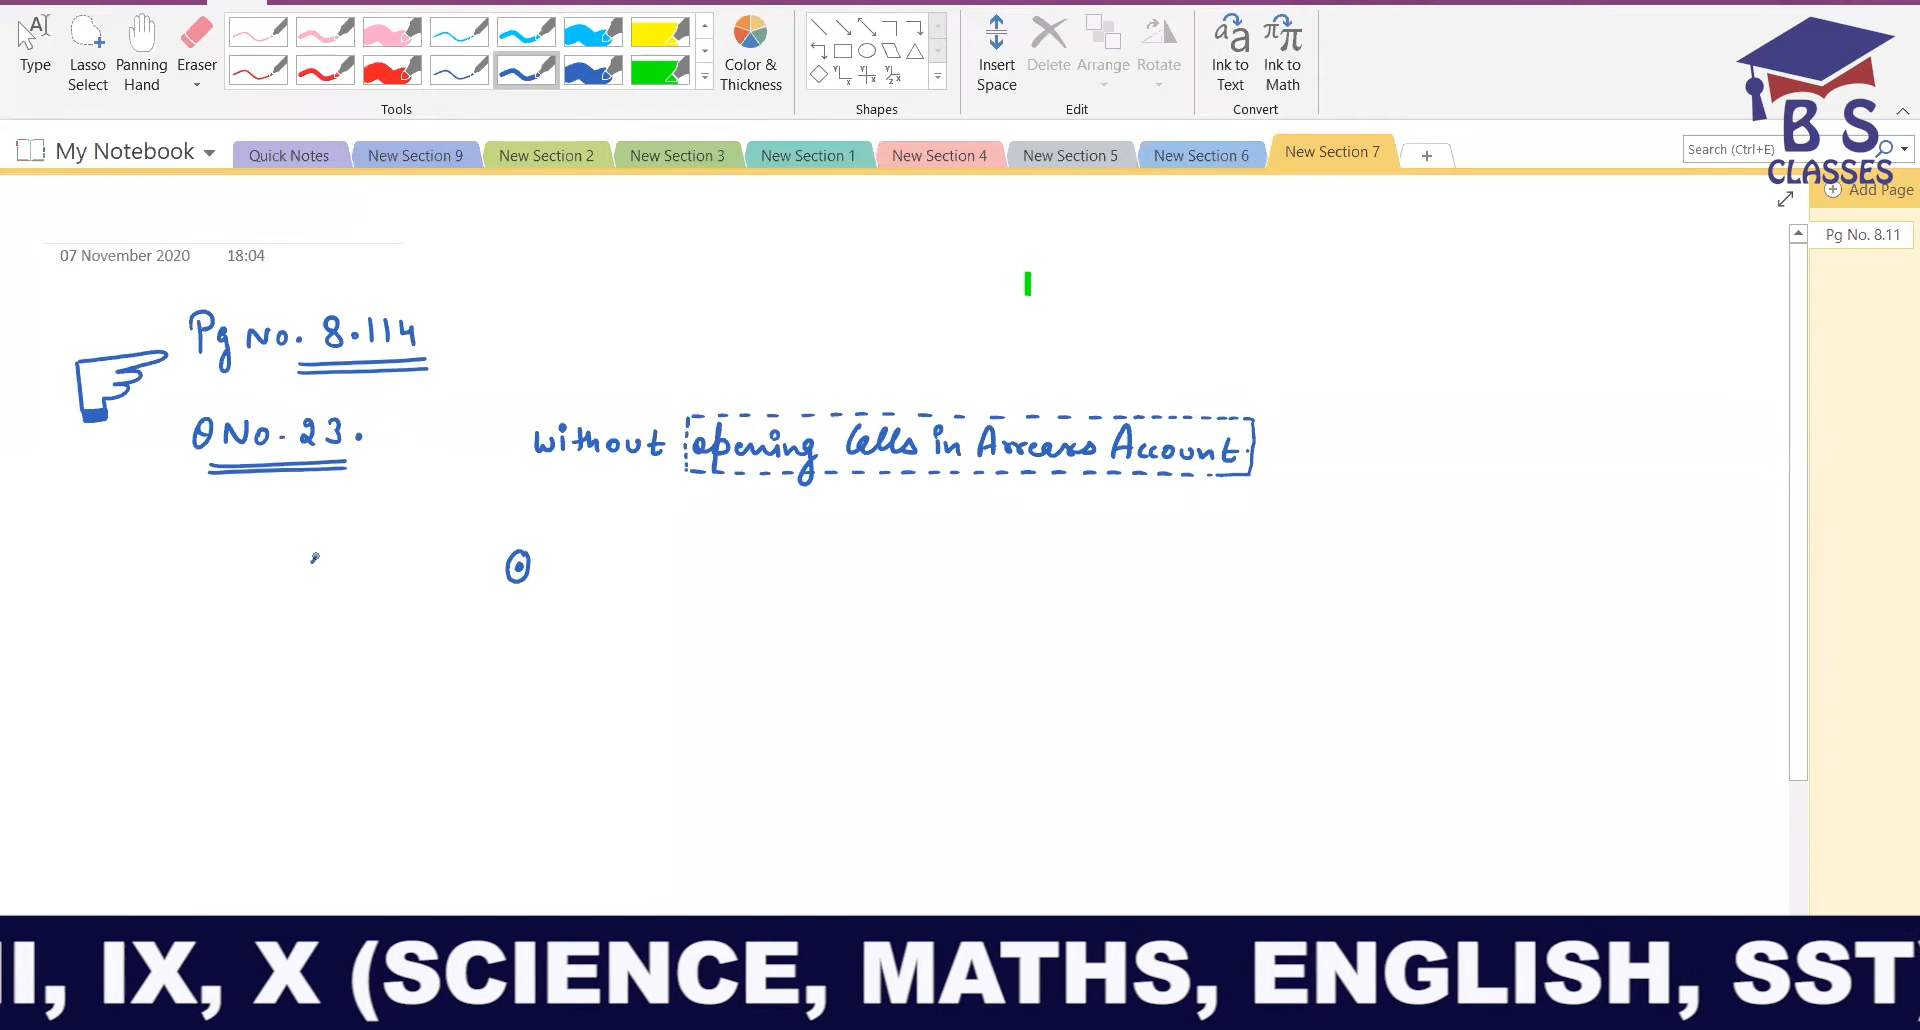 Type
Lasso Select
Panning Hand
Eraser
Color & Thickness
Insert Space
Delete
Arrange
Rotate
Ink to Text
Ink to Math
Tools
Shapes
Edit
Convert
B S
CLASSES
My Notebook
Quick Notes
New Section 9
New Section 2
New Section 3
New Section 1
New Section 4
New Section 5
New Section 6
New Section 7
Search (Ctrl+E)
Add Page
Pg No. 8.11
07 November 2020 18:04
Pg No. 8.114
Q No. 23.
without opening Calls in Arrears Account.
II, IX, X (SCIENCE, MATHS, ENGLISH, SST